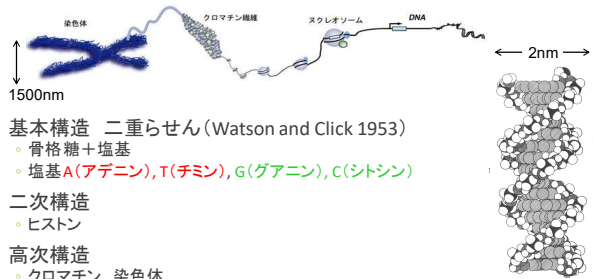 染色体
クロマチン繊維
ヌクレオソーム
DNA
2nm
1500nm
基本構造 二重らせん(Watson and Click 1953)
骨格糖＋塩基
塩基A(アデニン), T(チミン), G(グアニン), C(シトシン)
二次構造
ヒストン
高次構造
クロマチン、染色体